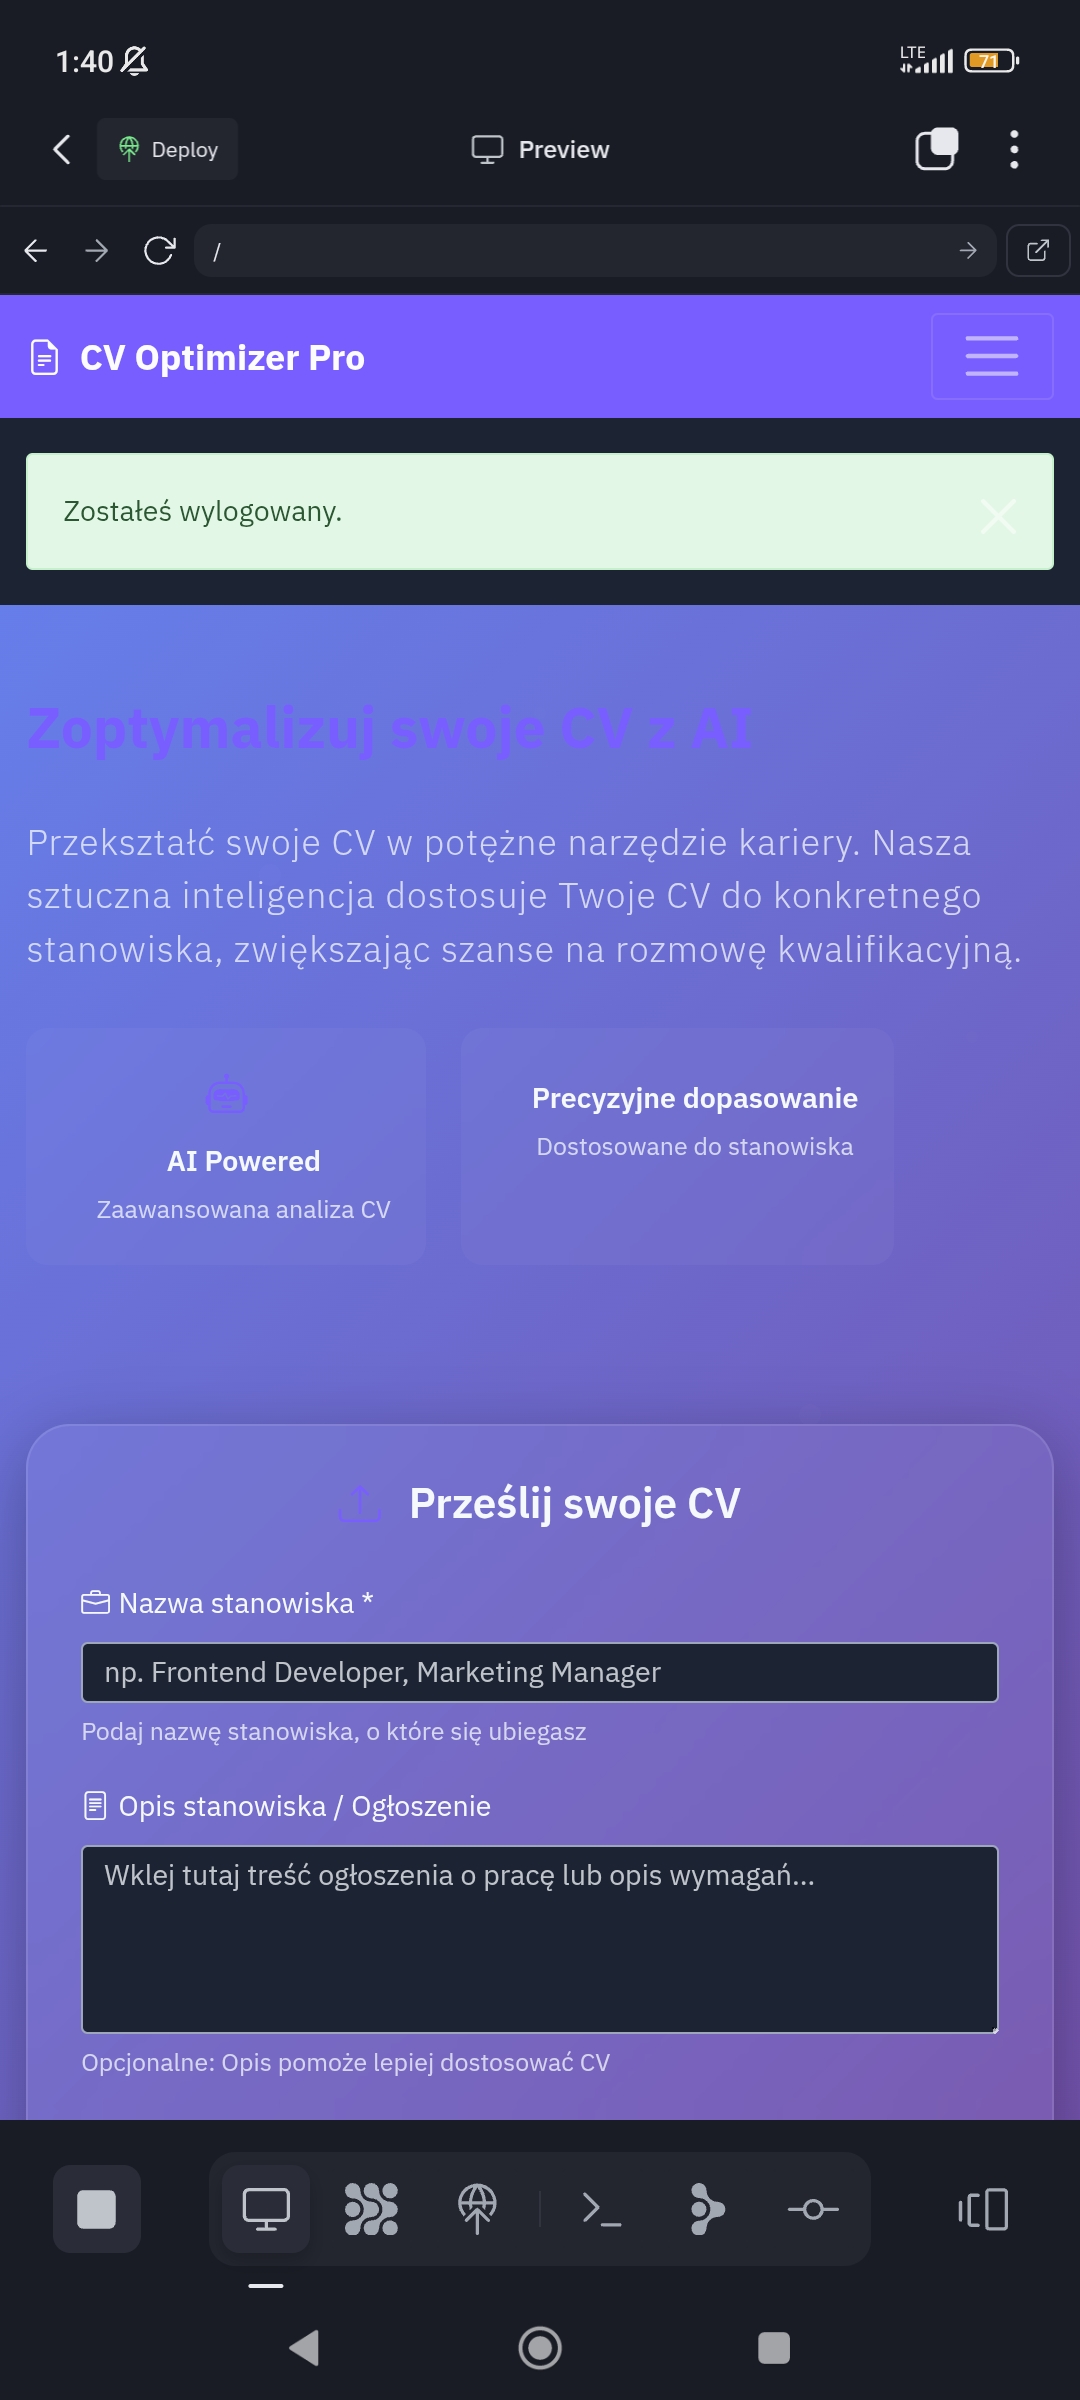 1:40
LTE
71
Deploy
Preview
/
CV Optimizer Pro
Zostałeś wylogowany.
Zoptymalizuj swoje CV z AI
Przekształć swoje CV w potężne narzędzie kariery. Nasza
sztuczna inteligencja dostosuje Twoje CV do konkretnego
stanowiska, zwiększając szanse na rozmowę kwalifikacyjną.
AI Powered
Zaawansowana analiza CV
Precyzyjne dopasowanie
Dostosowane do stanowiska
Prześlij swoje CV
Nazwa stanowiska *
np. Frontend Developer, Marketing Manager
Podaj nazwę stanowiska, o które się ubiegasz
Opis stanowiska / Ogłoszenie
Wklej tutaj treść ogłoszenia o pracę lub opis wymagań...
Opcjonalne: Opis pomoże lepiej dostosować CV